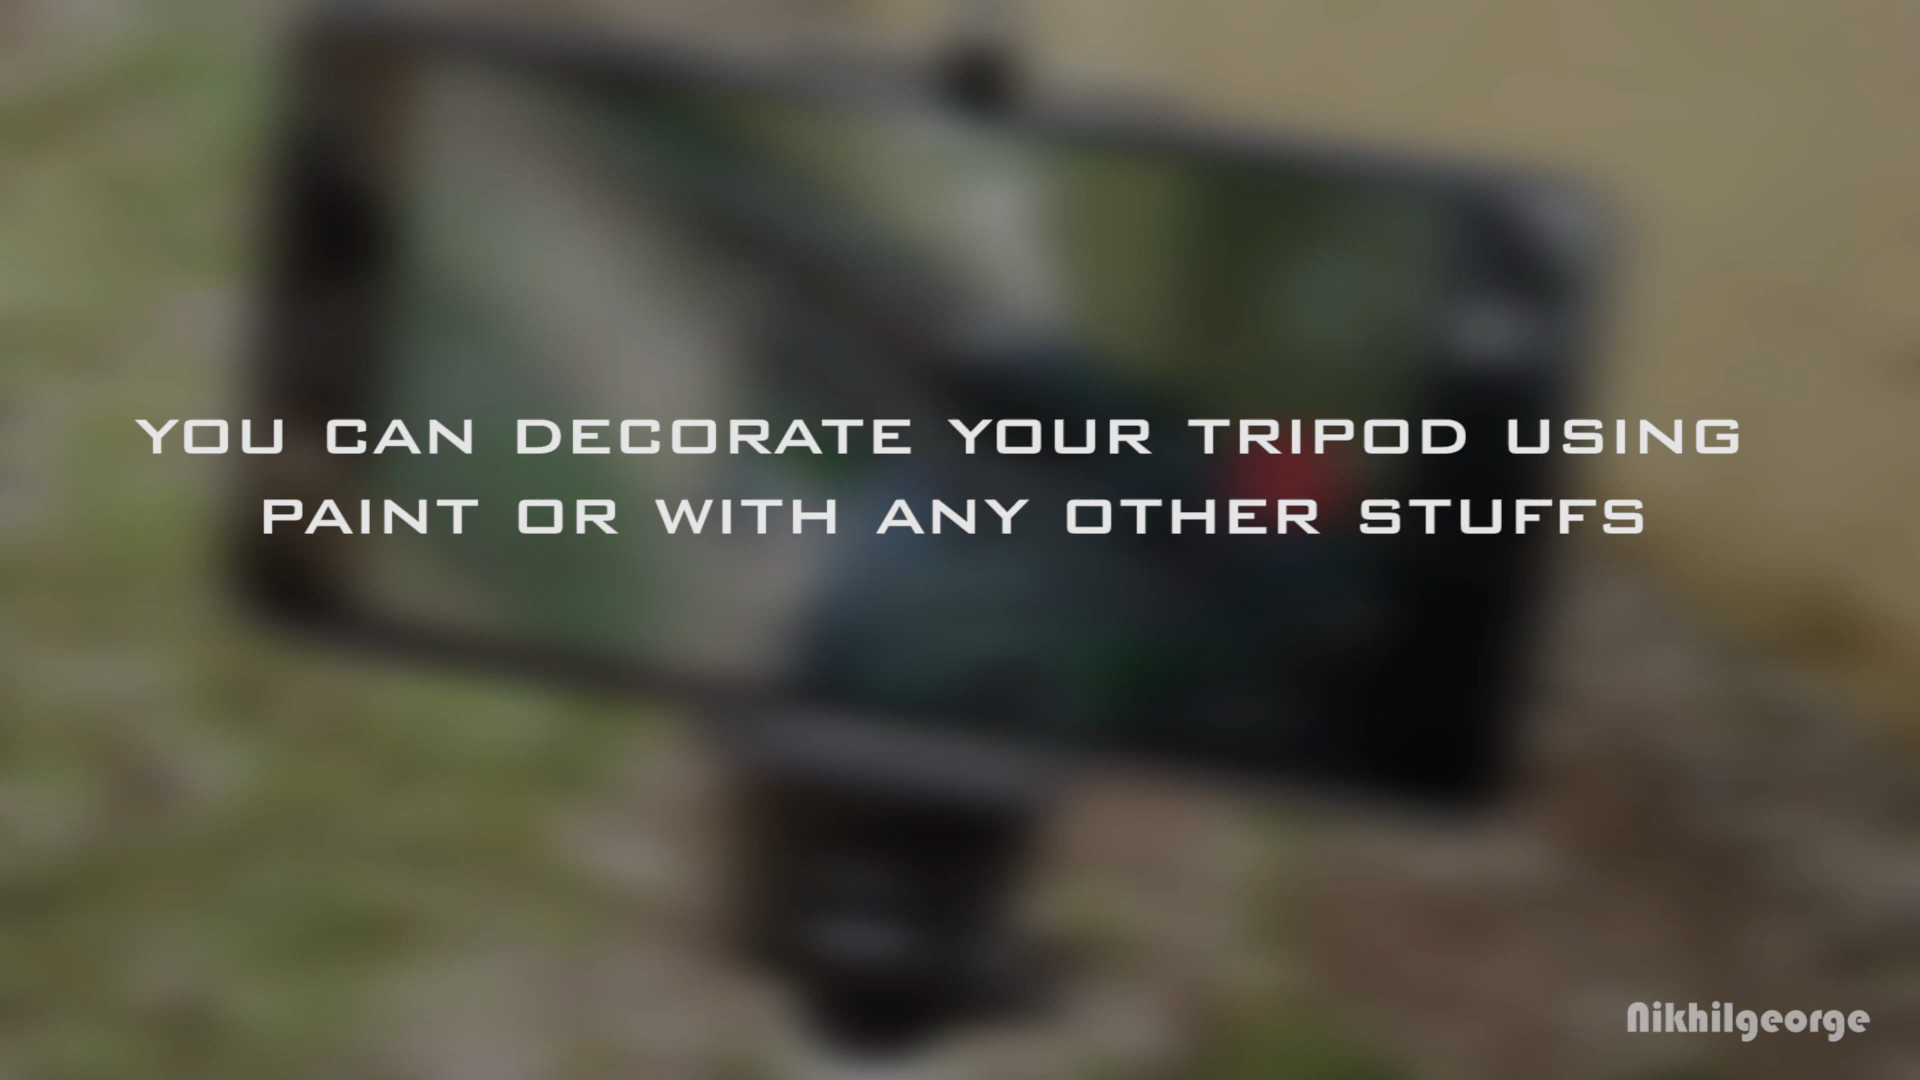 YOU CAN DECORATE YOUR TRIPOD USING
PAINT OR WITH ANY OTHER STUFFS
Nikhilgeorge